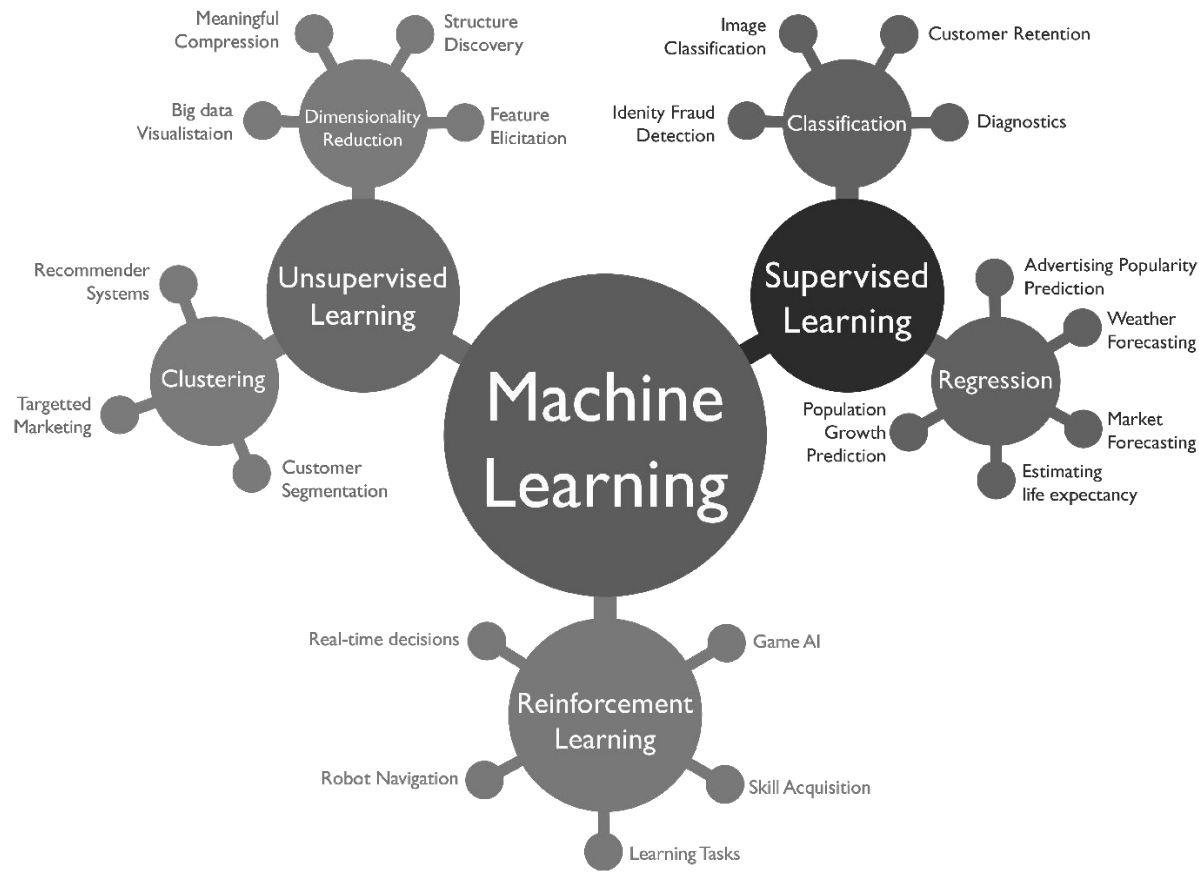 Meaningful
Compression
Structure
Discovery
Big data
Visualistaion
Dimensionality
Reduction
Feature
Elicitation
Image
Classification
Customer Retention
Idenity Fraud
Detection
Classification
Diagnostics
Unsupervised
Learning
Supervised
Learning
Recommender
Systems
Clustering
Targetted
Marketing
Customer
Segmentation
Machine
Learning
Advertising Popularity
Prediction
Weather
Forecasting
Regression
Population
Growth
Prediction
Market
Forecasting
Estimating
life expectancy
Real-time decisions
Game AI
Reinforcement
Learning
Robot Navigation
Skill Acquisition
Learning Tasks